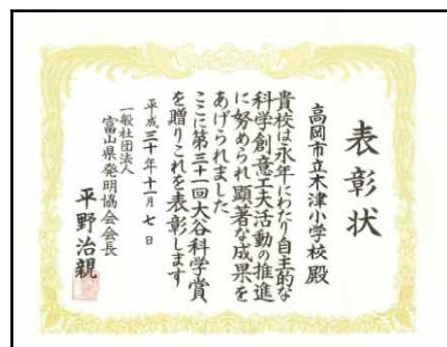 表彰状
高岡市立木津小学校殿
貴校は永年にわたり自主的な
科学創意工夫活動の推進
に努められ顕著な成果を
あげられました
ここに第三十一回大谷科学賞
を贈りこれを表彰します
平成三十年十一月七日
一般社団法人
富山県発明協会会長
平野治親